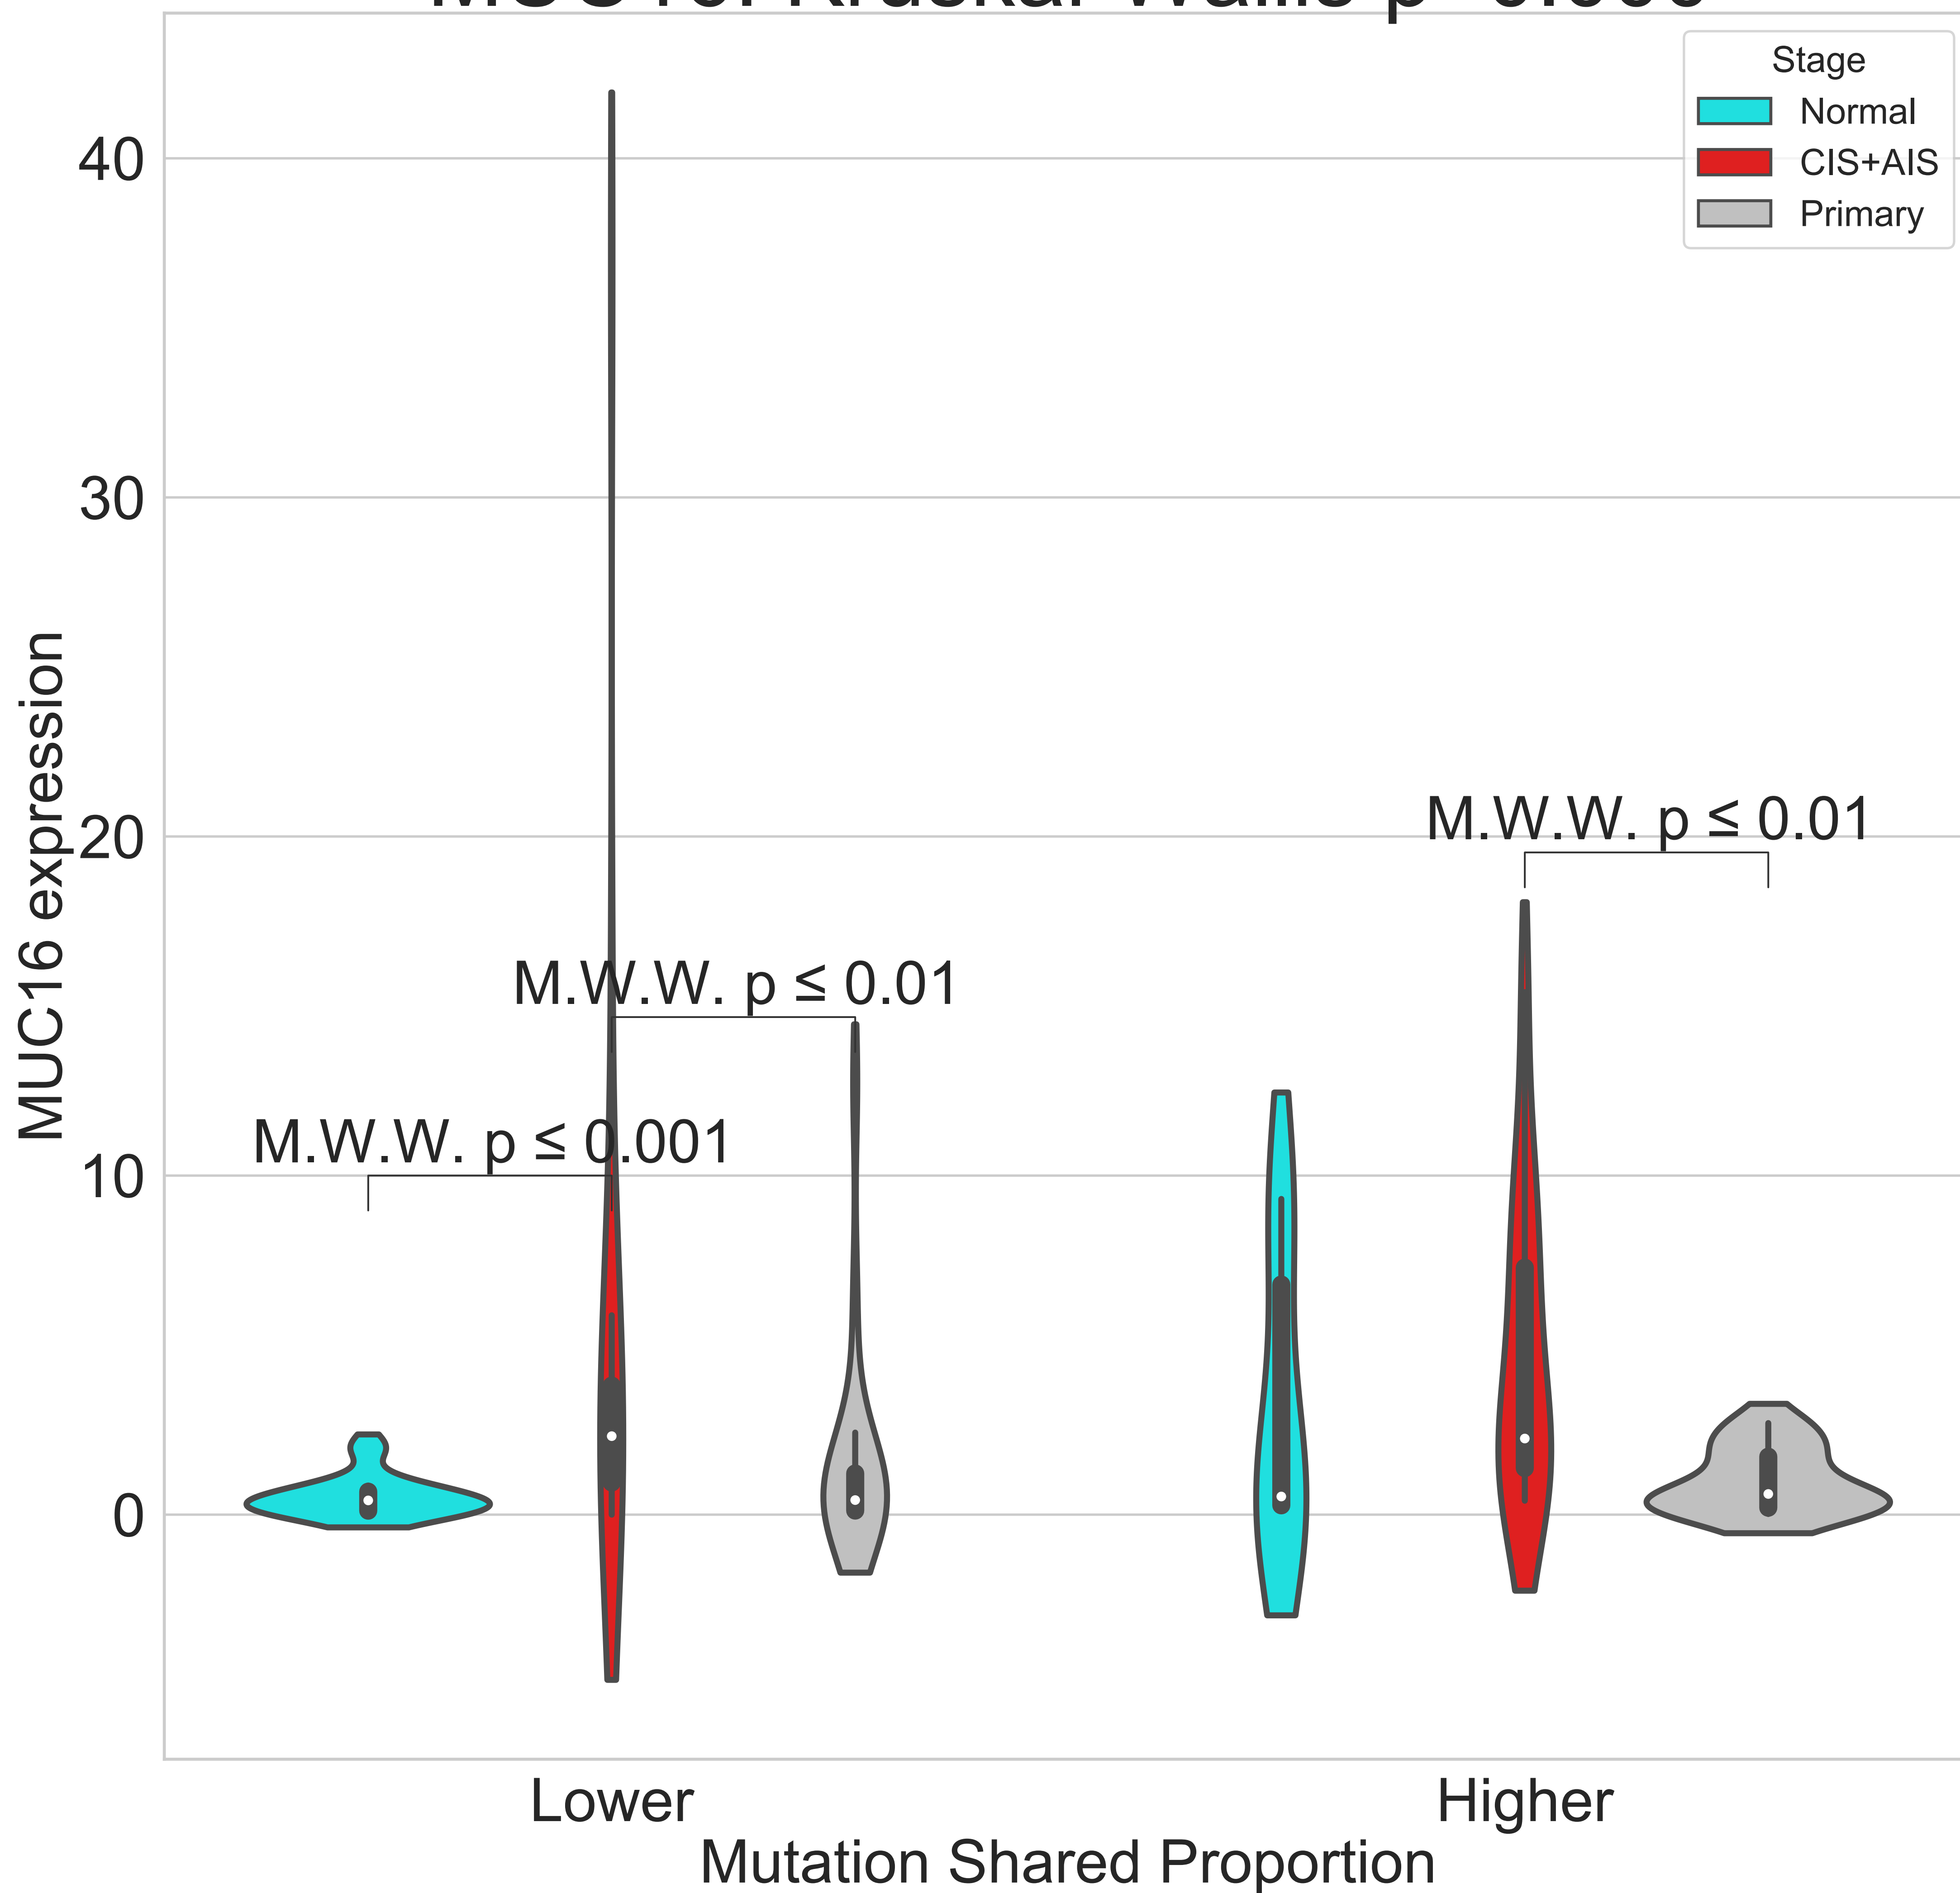 Stage
Normal
CIS+AIS
Primary
40
30
20
10
0
MUC16 expression
M.W.W. p ≤ 0.01
M.W.W. p ≤ 0.01
M.W.W. p ≤ 0.001
Lower
Higher
Mutation Shared Proportion